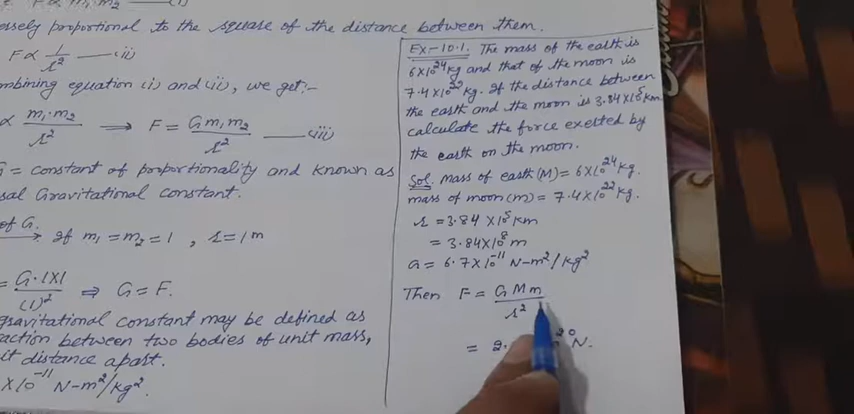 F ∝ m₁ m₂ —— (i)
essely proportional to the square of the distance between them.
F ∝ 1/r² —— (ii)
mbining equation (i) and (ii), we get:-
∝ m₁·m₂/r² ⟹ F = G m₁ m₂/r² —— (iii)
G = constant of proportionality and known as
sal Gravitational constant.
of G.
→ If m₁ = m₂ = 1 , r = 1 m
= G·1×1/(1)² ⇒ G = F.
gravitational constant may be defined as
action between two bodies of unit mass,
it distance apart.
×10⁻¹¹ N-m²/kg².
Ex-10.1. The mass of the earth is
6×10²⁴ kg and that of the moon is
7.4×10²² kg. If the distance between
the earth and the moon is 3.84×10⁵ km
calculate the force exerted by
the earth on the moon.
Sol. Mass of earth (M) = 6×10²⁴ kg.
mass of moon (m) = 7.4×10²² kg.
r = 3.84 ×10⁵ km
= 3.84×10⁸ m
G = 6.7×10⁻¹¹ N-m²/kg²
Then F = G M m/r²
= 2. ²⁰ N.